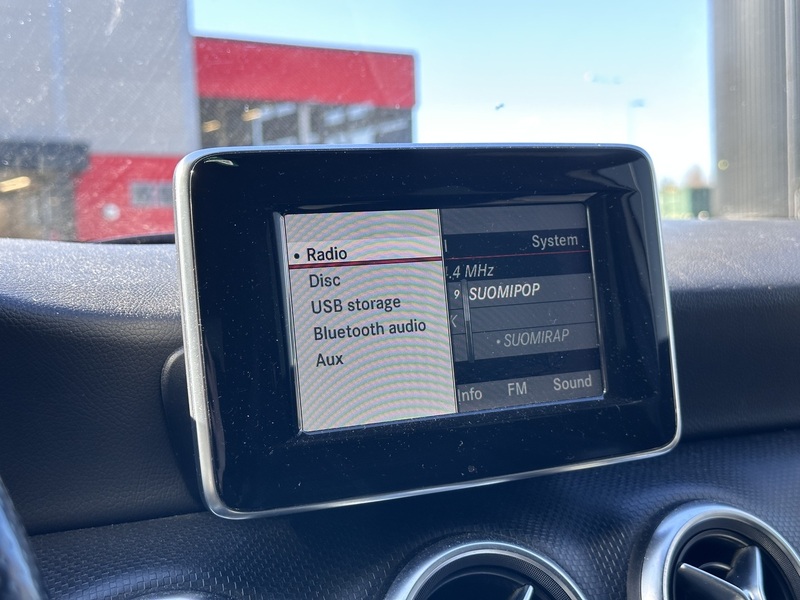 • Radio
Disc
USB storage
Bluetooth audio
Aux
System
.4 MHz
9 SUOMIPOP
• SUOMIRAP
Info FM Sound